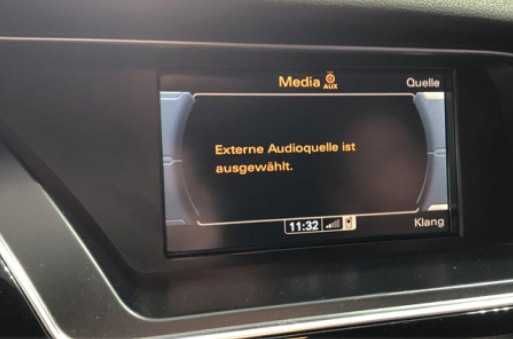 Media AUX
Quelle
Externe Audioquelle ist
ausgewählt.
11:32
Klang